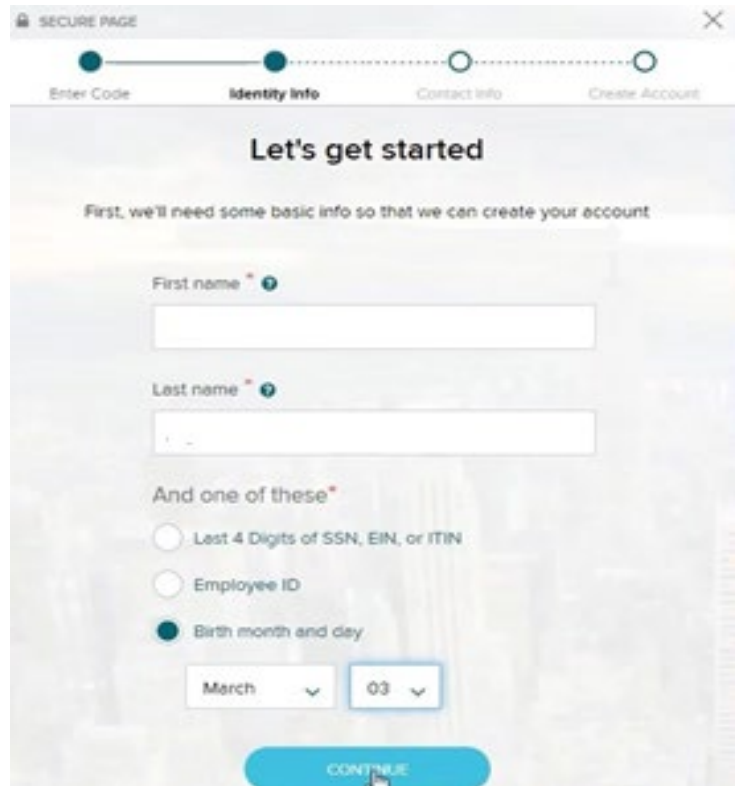 SECURE PAGE
Enter Code Identity Info Contact Info Create Account
Let's get started
First, we'll need some basic info so that we can create your account
First name *
Last name *
And one of these*
Last 4 Digits of SSN, EIN, or ITIN
Employee ID
Birth month and day
March 03
CONTINUE